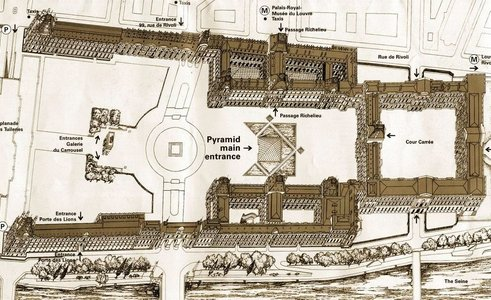 Taxis
P
Entrance
99, rue de Rivoli
M
Palais-Royal-
Musée du Louvre
Taxis
Passage Richelieu
Rue de Rivoli
M
Passage Richelieu
Entrances
Galerie
du Carrousel
Pyramid
main
entrance
Cour Carrée
Entrance
Porte des Lions
P
Entrance
The Seine